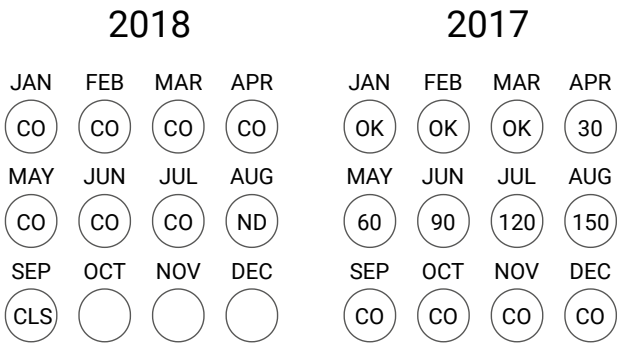 2018
JAN FEB MAR APR
CO CO CO CO
MAY JUN JUL AUG
CO CO CO ND
SEP OCT NOV DEC
CLS
2017
JAN FEB MAR APR
OK OK OK 30
MAY JUN JUL AUG
60 90 120 150
SEP OCT NOV DEC
CO CO CO CO